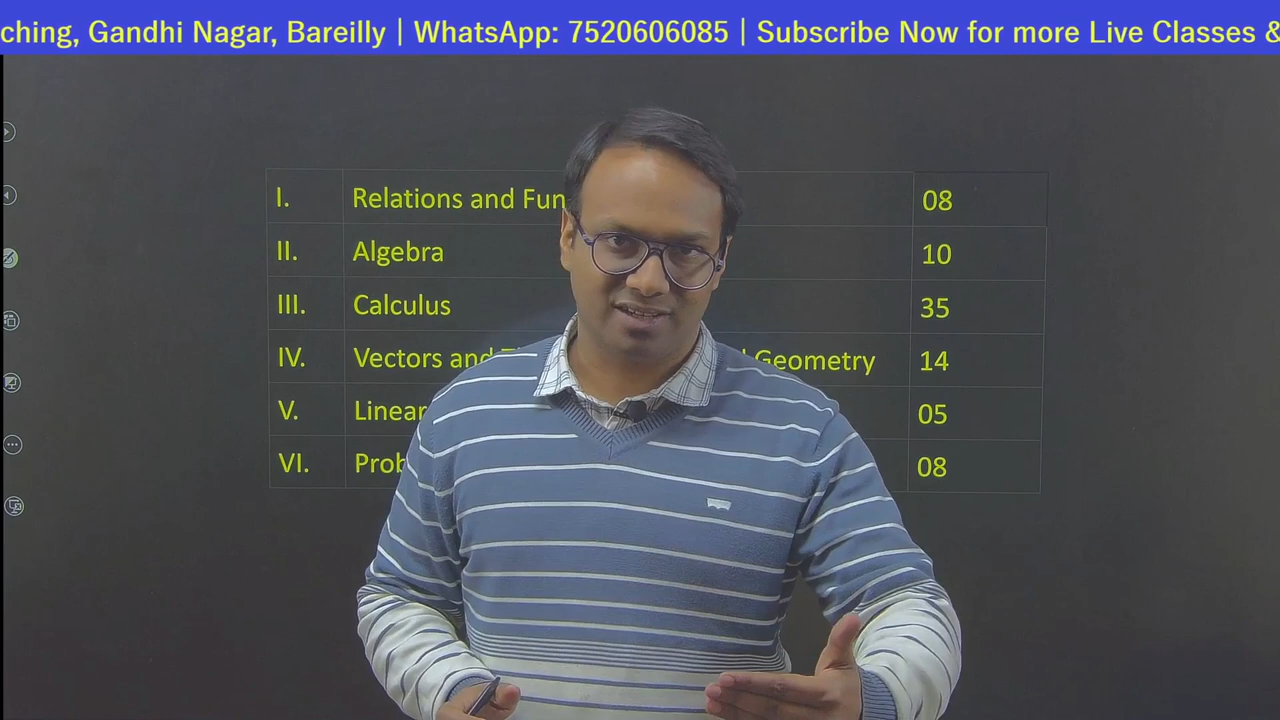 ching, Gandhi Nagar, Bareilly | WhatsApp: 7520606085 | Subscribe Now for more Live Classes &
I. Relations and Fun 08
II. Algebra 10
III. Calculus 35
IV. Vectors and Geometry 14
V. Linear 05
VI. Prob 08